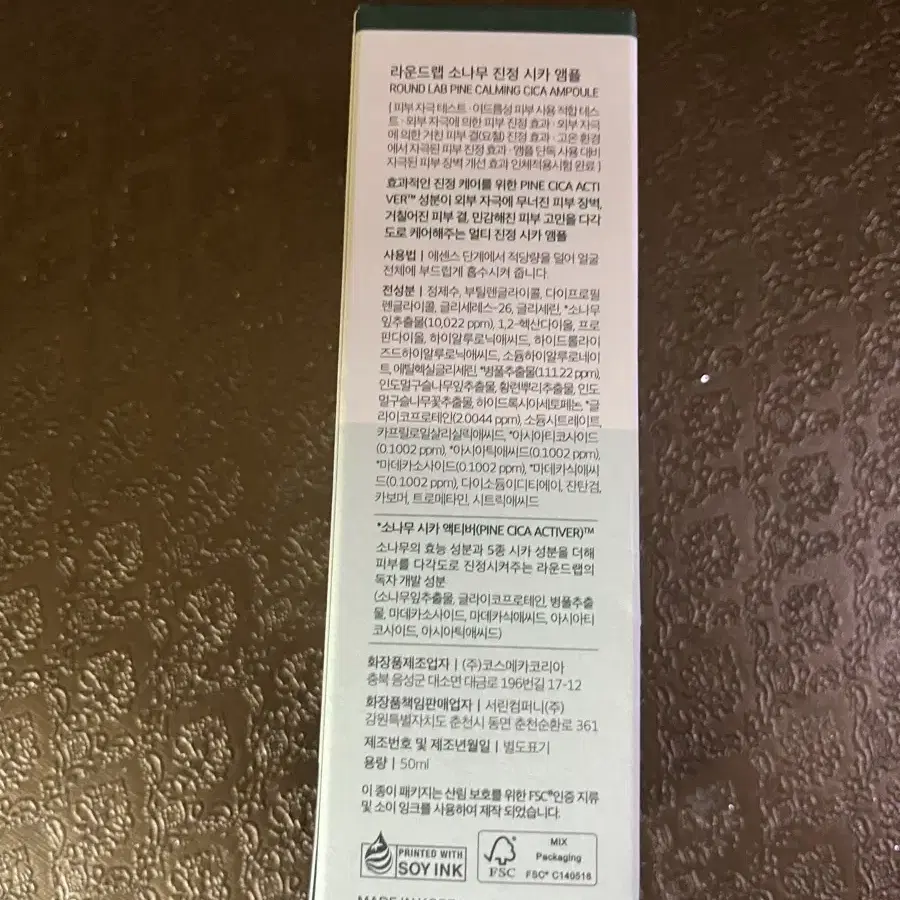 라운드랩 소나무 진정 시카 앰플
ROUND LAB PINE CALMING CICA AMPOULE
[ 피부 자극 테스트 · 여드름성 피부 사용 적합 테스
트 · 외부 자극에 의한 피부 진정 효과 · 외부 자극
에 의한 거친 피부 결(요철) 진정 효과 · 고온 환경
에서 자극된 피부 진정 효과 · 앰플 단독 사용 대비
자극된 피부 장벽 개선 효과 인체적용시험 완료 ]
효과적인 진정 케어를 위한 PINE CICA ACTI
VER™ 성분이 외부 자극에 무너진 피부 장벽,
거칠어진 피부 결, 민감해진 피부 고민을 다각
도로 케어해주는 멀티 진정 시카 앰플
사용법 | 에센스 단계에서 적당량을 덜어 얼굴
전체에 부드럽게 흡수시켜 줍니다.
전성분 | 정제수, 부틸렌글라이콜, 다이프로필
렌글라이콜, 글리세레스-26, 글리세린, *소나무
잎추출물(10,022 ppm), 1,2-헥산다이올, 프로
판다이올, 하이알루로닉애씨드, 하이드롤라이
즈드하이알루로닉애씨드, 소듐하이알루로네이
트, 에틸헥실글리세린, *병풀추출물(111.22 ppm),
인도멀구슬나무잎추출물, 황련뿌리추출물, 인도
멀구슬나무꽃추출물, 하이드록시아세토페논, *글
라이코프로테인(2.0044 ppm), 소듐시트레이트,
카프릴로일살리실릭애씨드, *아시아티코사이드
(0.1002 ppm), *아시아틱애씨드(0.1002 ppm),
*마데카소사이드(0.1002 ppm), *마데카식애씨
드(0.1002 ppm), 다이소듐이디티에이, 잔탄검,
카보머, 트로메타민, 시트릭애씨드
*소나무 시카 액티버(PINE CICA ACTIVER)™
소나무의 효능 성분과 5종 시카 성분을 더해
피부를 다각도로 진정시켜주는 라운드랩의
독자 개발 성분
(소나무잎추출물, 글라이코프로테인, 병풀추출
물, 마데카소사이드, 마데카식애씨드, 아시아티
코사이드, 아시아틱애씨드)
화장품제조업자 | (주)코스메카코리아
충북 음성군 대소면 대금로 196번길 17-12
화장품책임판매업자 | 서린컴퍼니(주)
강원특별자치도 춘천시 동면 춘천순환로 361
제조번호 및 제조년월일 | 별도표기
용량 | 50ml
이 종이 패키지는 산림 보호를 위한 FSC®인증 지류
및 소이 잉크를 사용하여 제작 되었습니다.
PRINTED WITH
SOY INK
FSC
MIX
Packaging
FSC® C140518